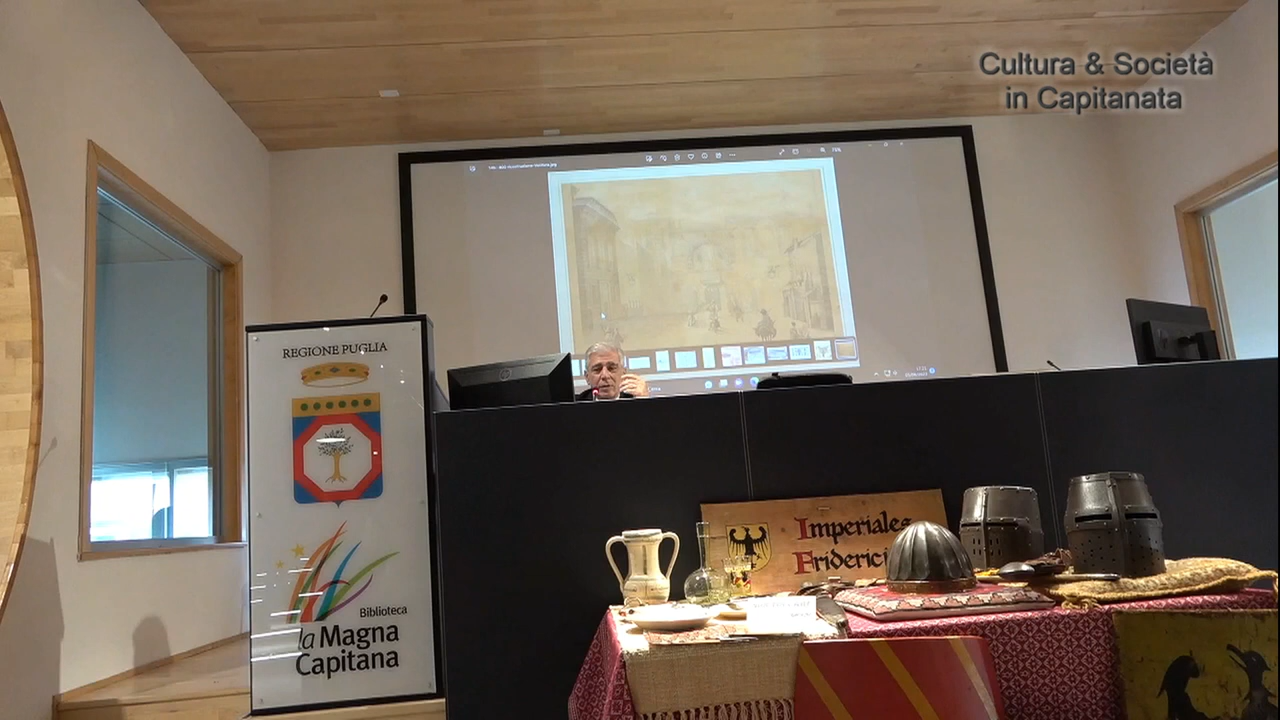 Cultura & Società
in Capitanata
REGIONE PUGLIA
Biblioteca
la Magna
Capitana
Imperiales
Friderici